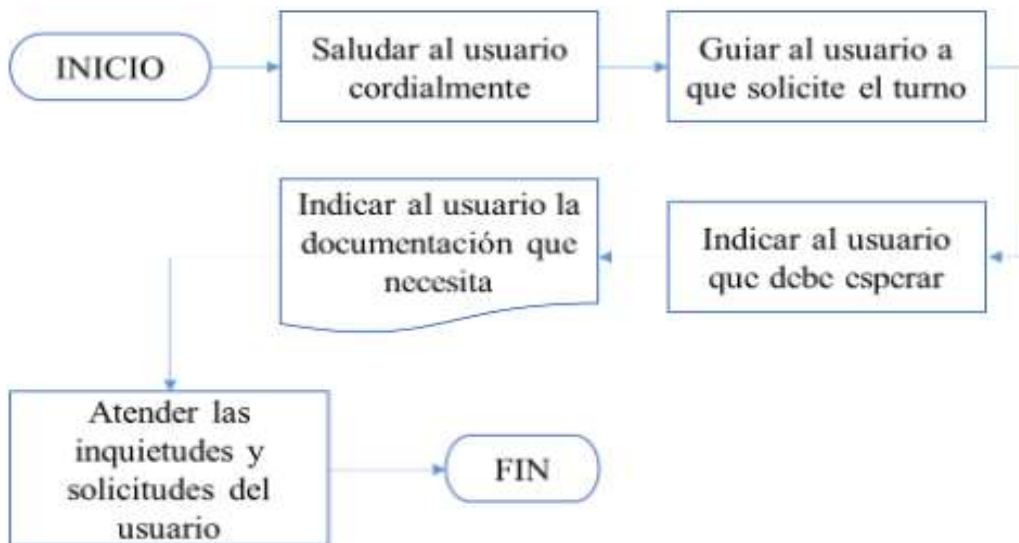 INICIO
Saludar al usuario
cordialmente
Guiar al usuario a
que solicite el turno
Indicar al usuario
que debe esperar
Indicar al usuario la
documentación que
necesita
Atender las
inquietudes y
solicitudes del
usuario
FIN